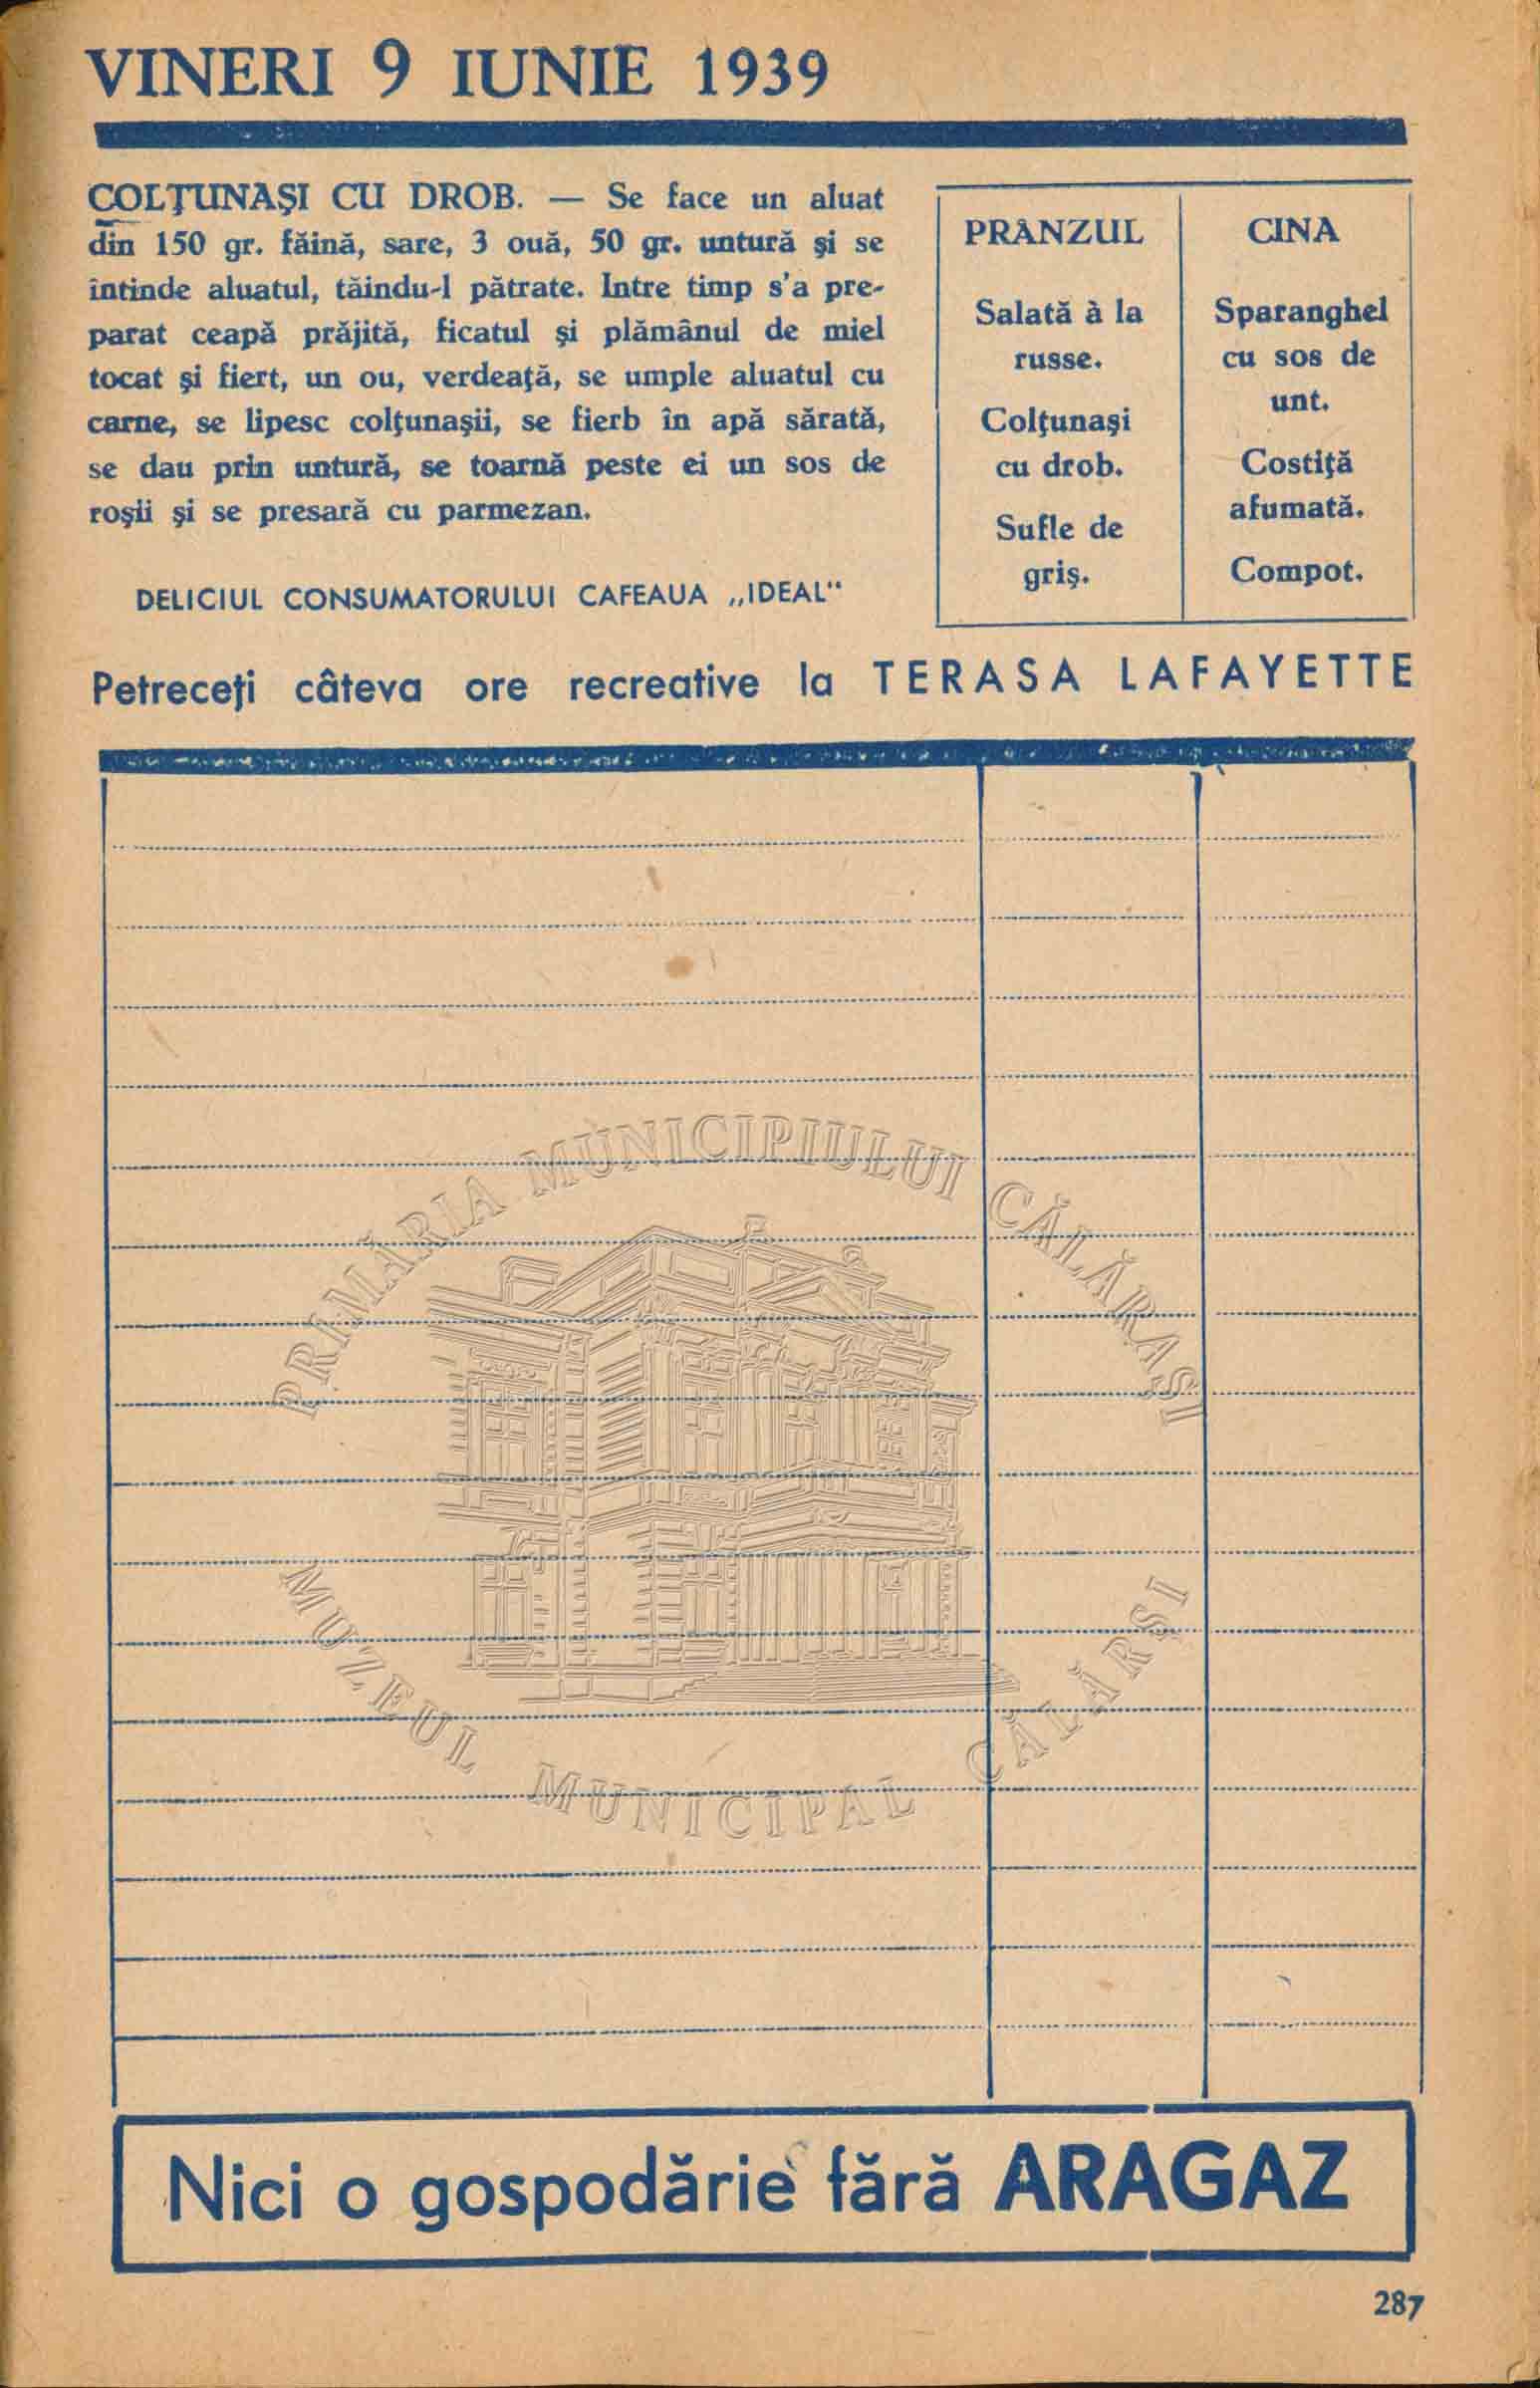 VINERI 9 IUNIE 1939
COLŢUNAŞI CU DROB. — Se face un aluat
din 150 gr. făină, sare, 3 ouă, 50 gr. untură şi se
întinde aluatul, tăindu-l pătrate. Intre timp s'a pre-
parat ceapă prăjită, ficatul şi plămânul de miel
tocat şi fiert, un ou, verdeaţă, se umple aluatul cu
carne, se lipesc colţunaşii, se fierb în apă sărată,
se dau prin untură, se toarnă peste ei un sos de
roşii şi se presară cu parmezan.
DELICIUL CONSUMATORULUI CAFEAUA „IDEAL“
PRÂNZUL
Salată à la
russe.
Colţunaşi
cu drob.
Sufle de
griş.
CINA
Sparanghel
cu sos de
unt.
Costiţă
afumată.
Compot.
Petreceţi câteva ore recreative la TERASA LAFAYETTE
PRIMĂRIA MUNICIPIULUI CĂLĂRAŞI
MUZEUL MUNICIPAL CĂLĂRŞI
Nici o gospodărie fără ARAGAZ
287